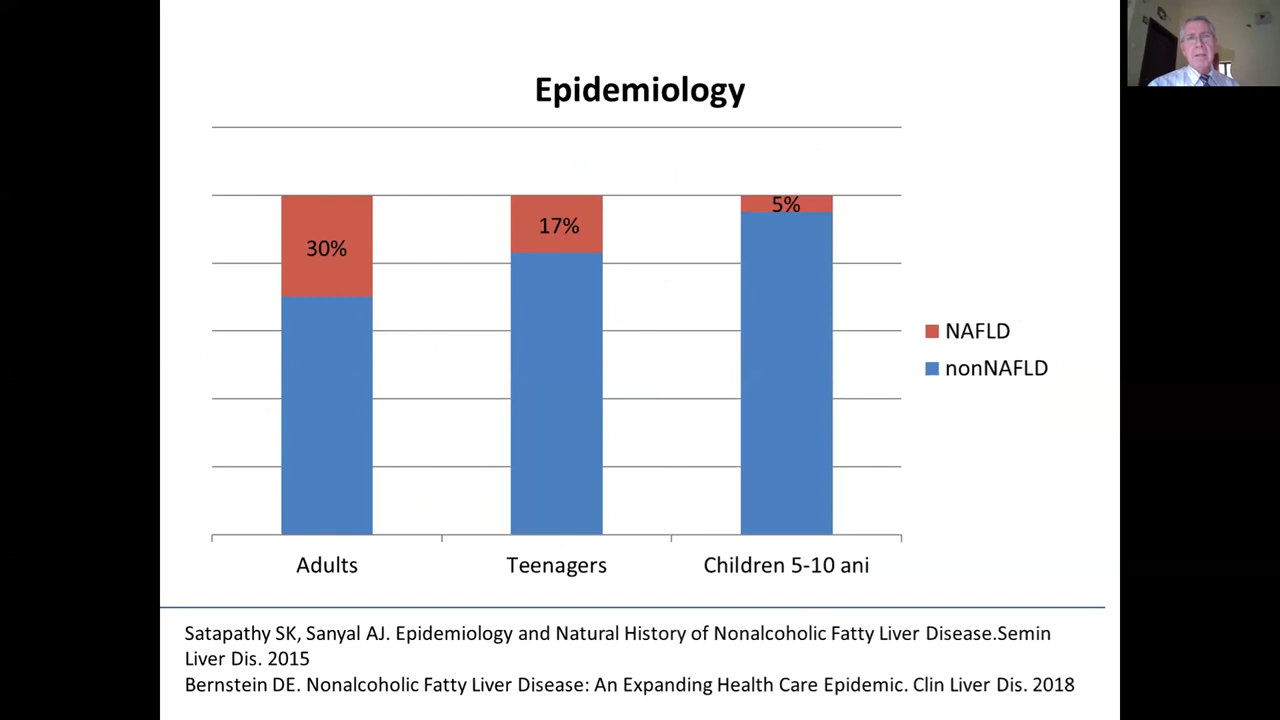 Epidemiology
30%
17%
5%
NAFLD
nonNAFLD
Adults
Teenagers
Children 5-10 ani
Satapathy SK, Sanyal AJ. Epidemiology and Natural History of Nonalcoholic Fatty Liver Disease.Semin
Liver Dis. 2015
Bernstein DE. Nonalcoholic Fatty Liver Disease: An Expanding Health Care Epidemic. Clin Liver Dis. 2018